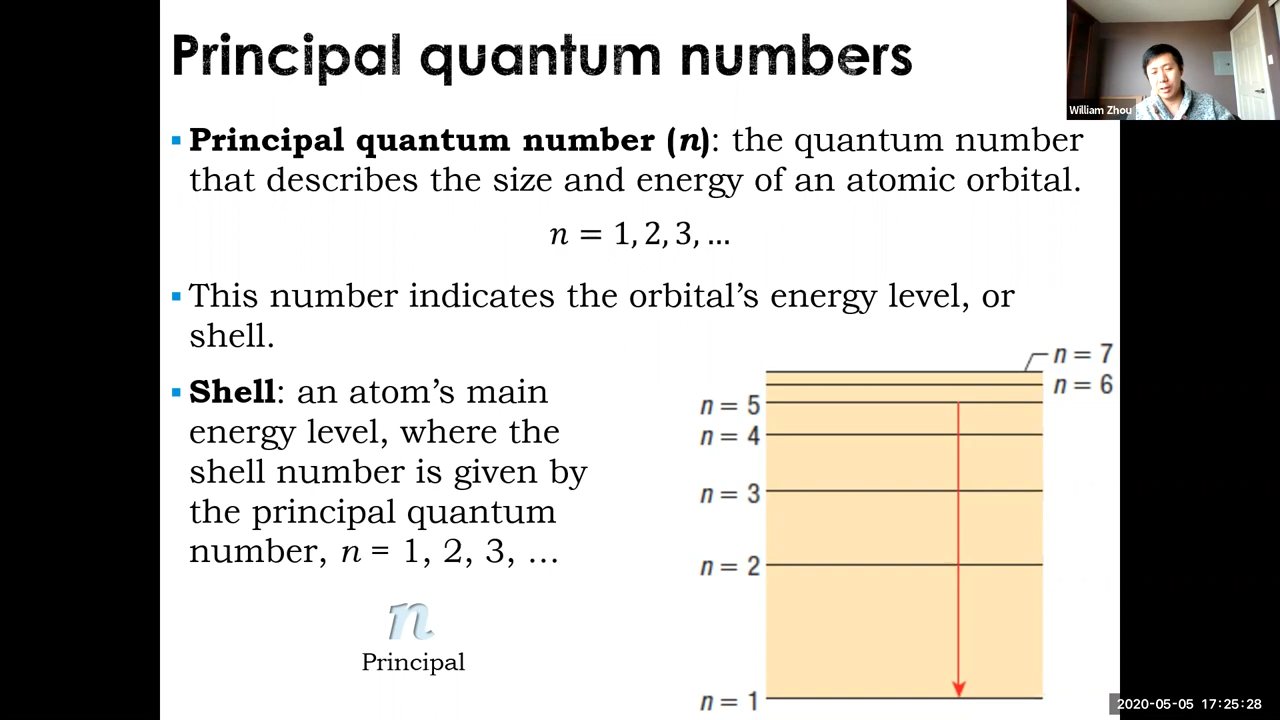 Principal quantum numbers
William Zhou
▪ Principal quantum number (n): the quantum number
that describes the size and energy of an atomic orbital.
n = 1, 2, 3, …
▪ This number indicates the orbital’s energy level, or
shell.
▪ Shell: an atom’s main
energy level, where the
shell number is given by
the principal quantum
number, n = 1, 2, 3, …
n
Principal
n = 7
n = 6
n = 5
n = 4
n = 3
n = 2
n = 1
2020-05-05 17:25:28